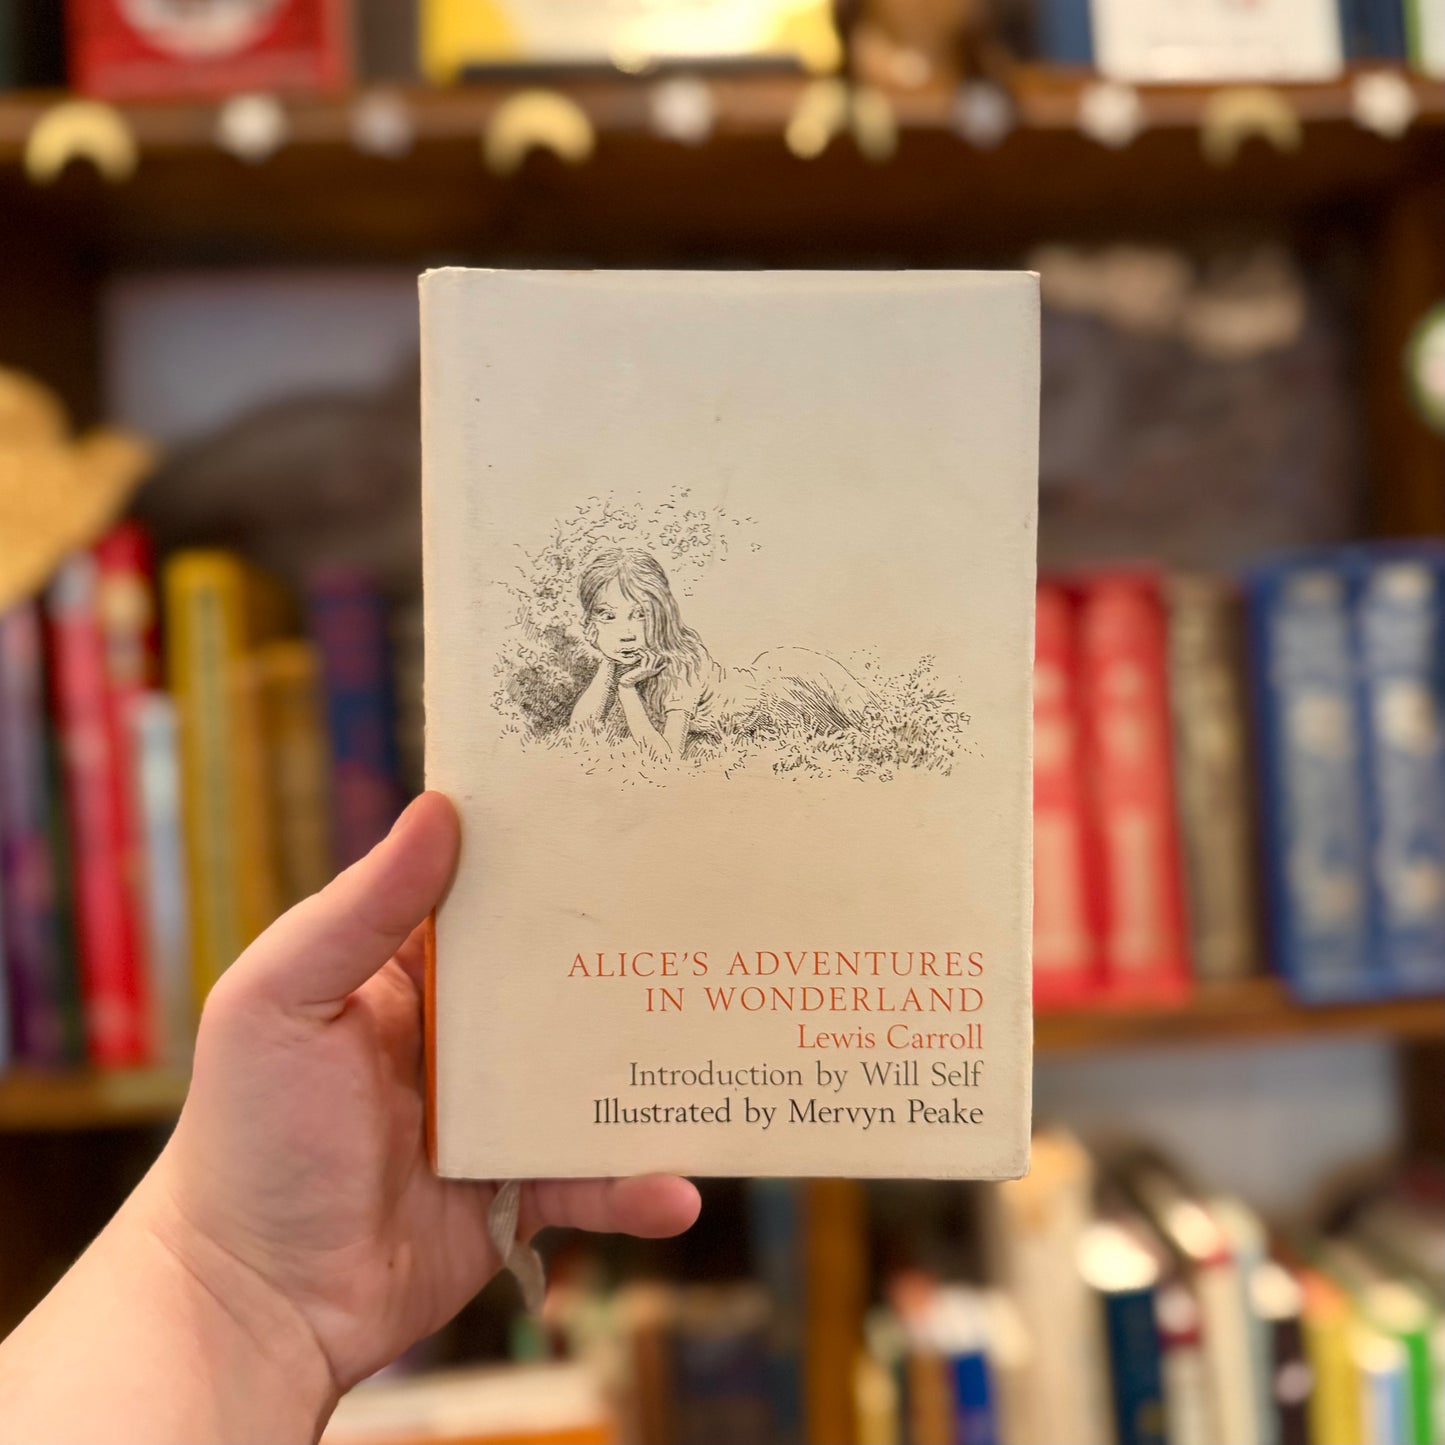 ALICE'S ADVENTURES
IN WONDERLAND
Lewis Carroll
Introduction by Will Self
Illustrated by Mervyn Peake